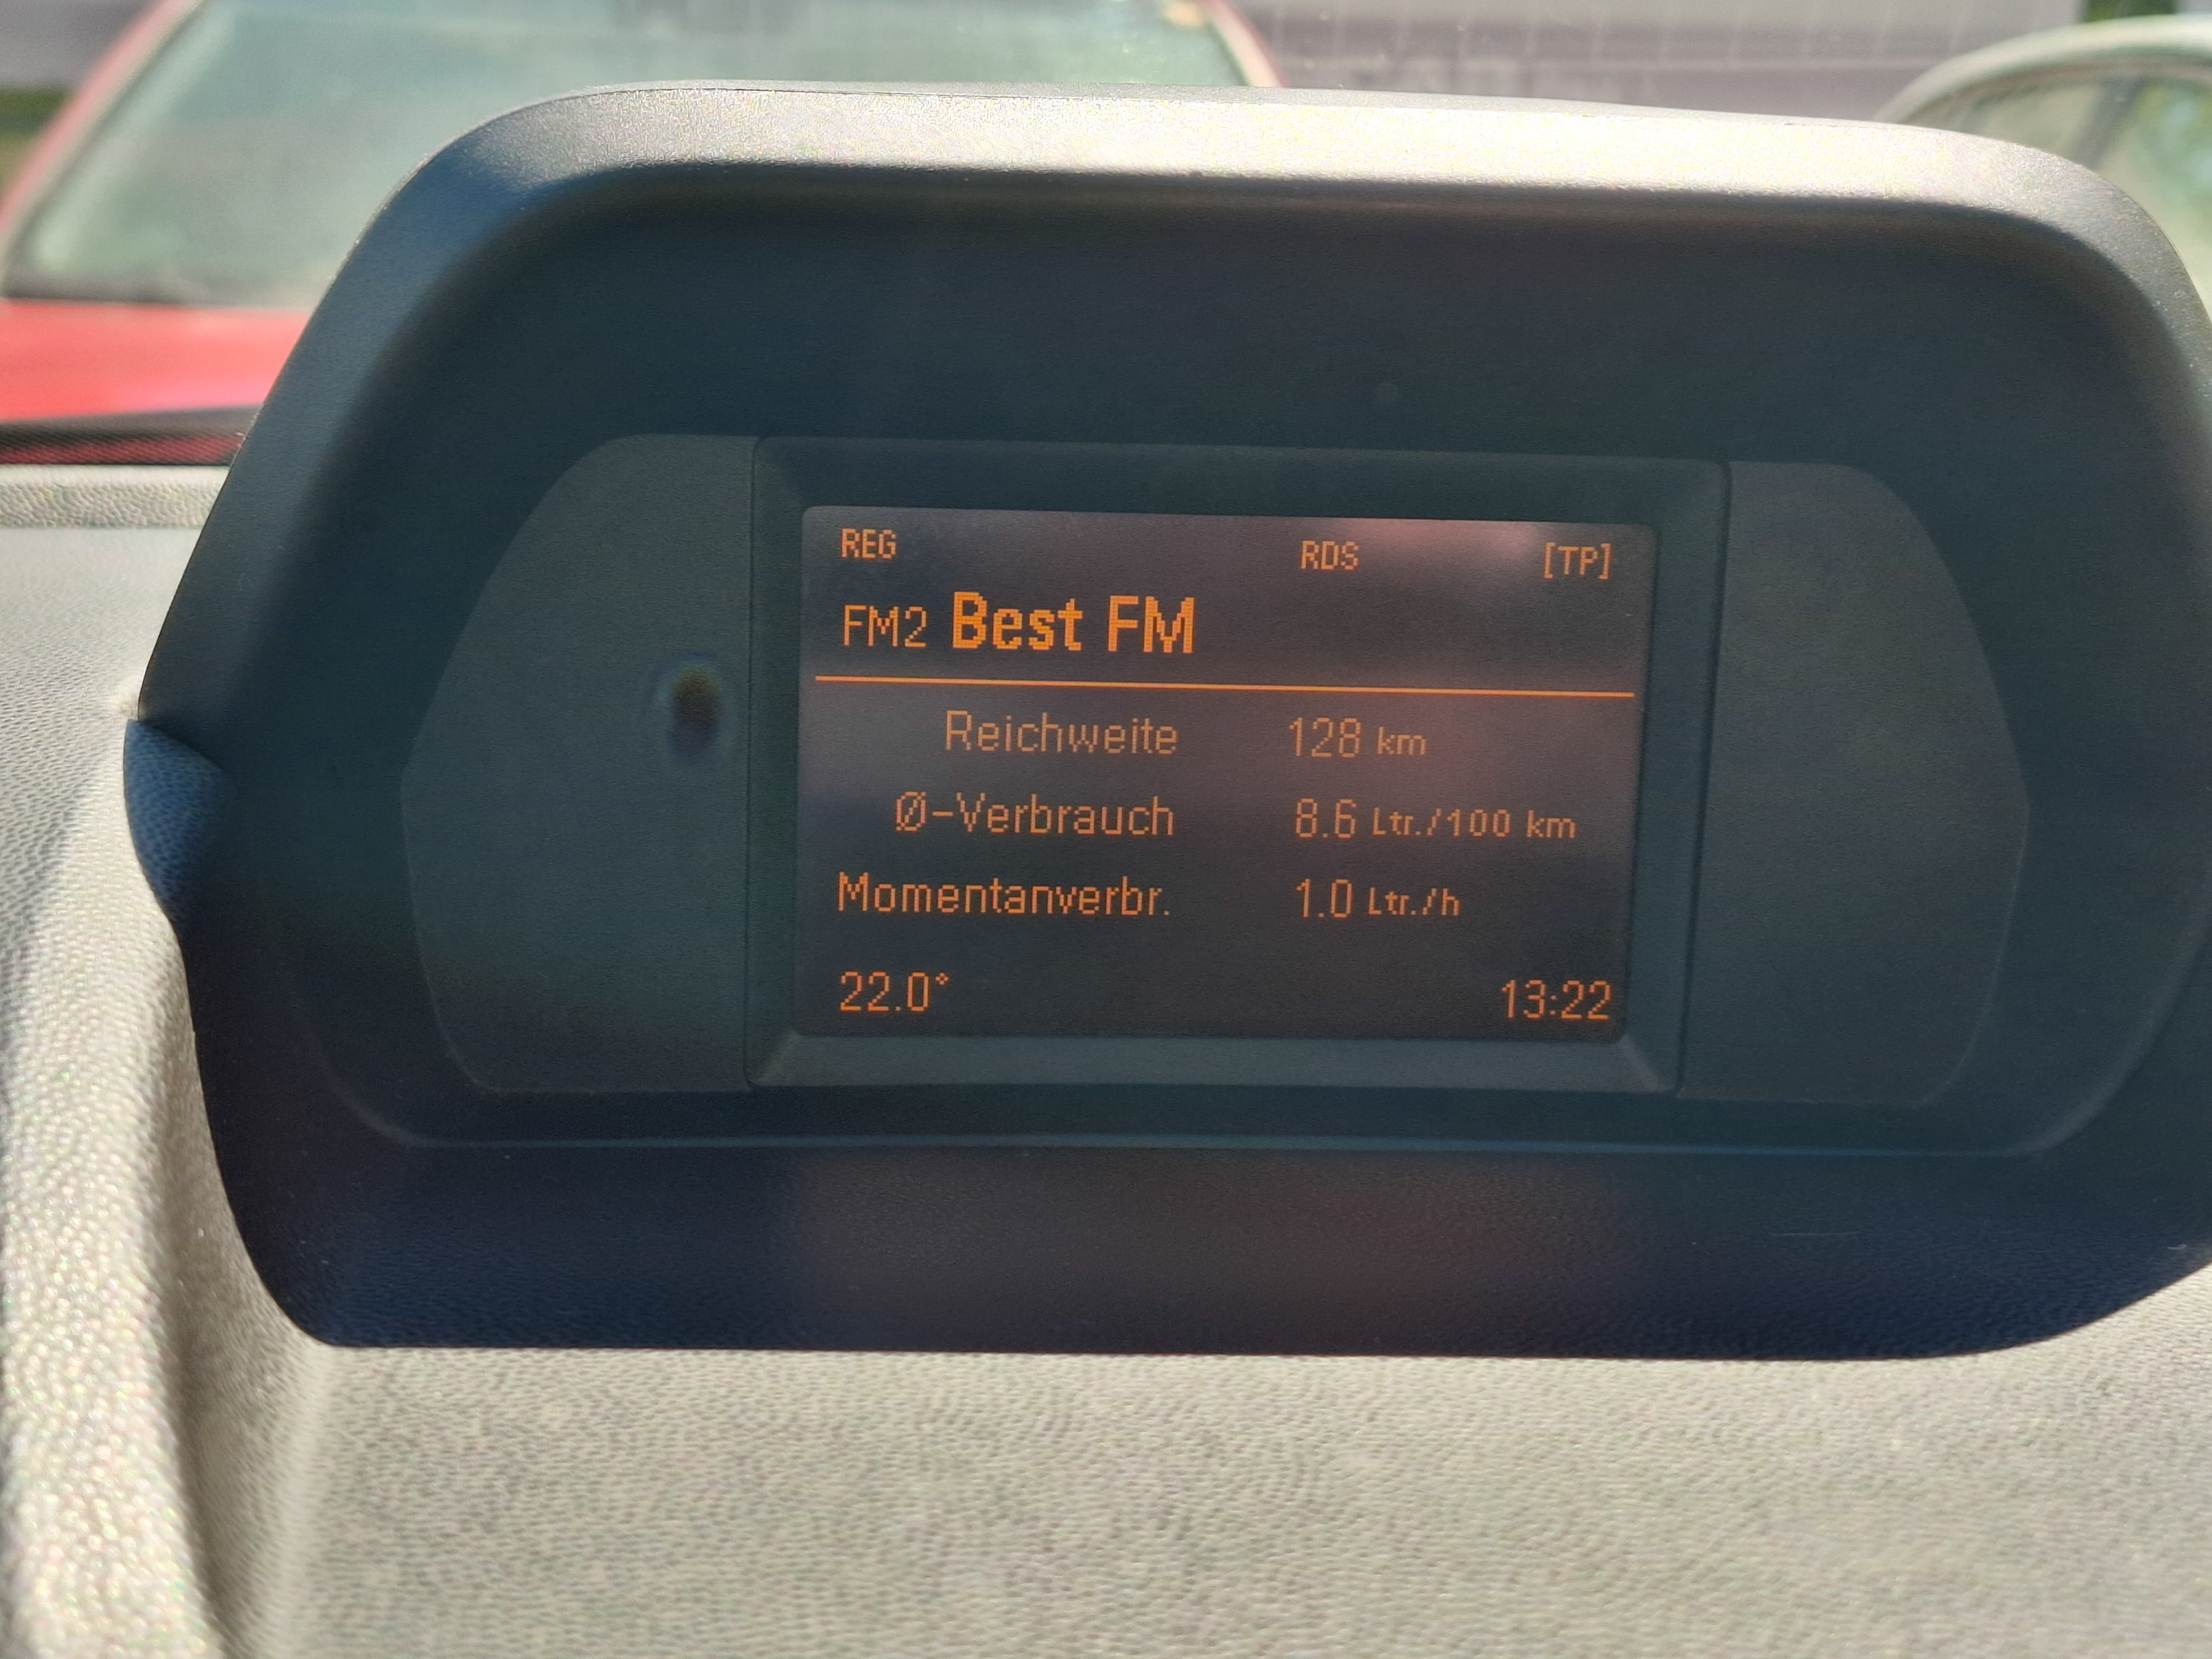 REG RDS [TP]
FM2 Best FM
Reichweite 128 km
Ø-Verbrauch 8.6 Ltr./100 km
Momentanverbr. 1.0 Ltr./h
22.0° 13:22